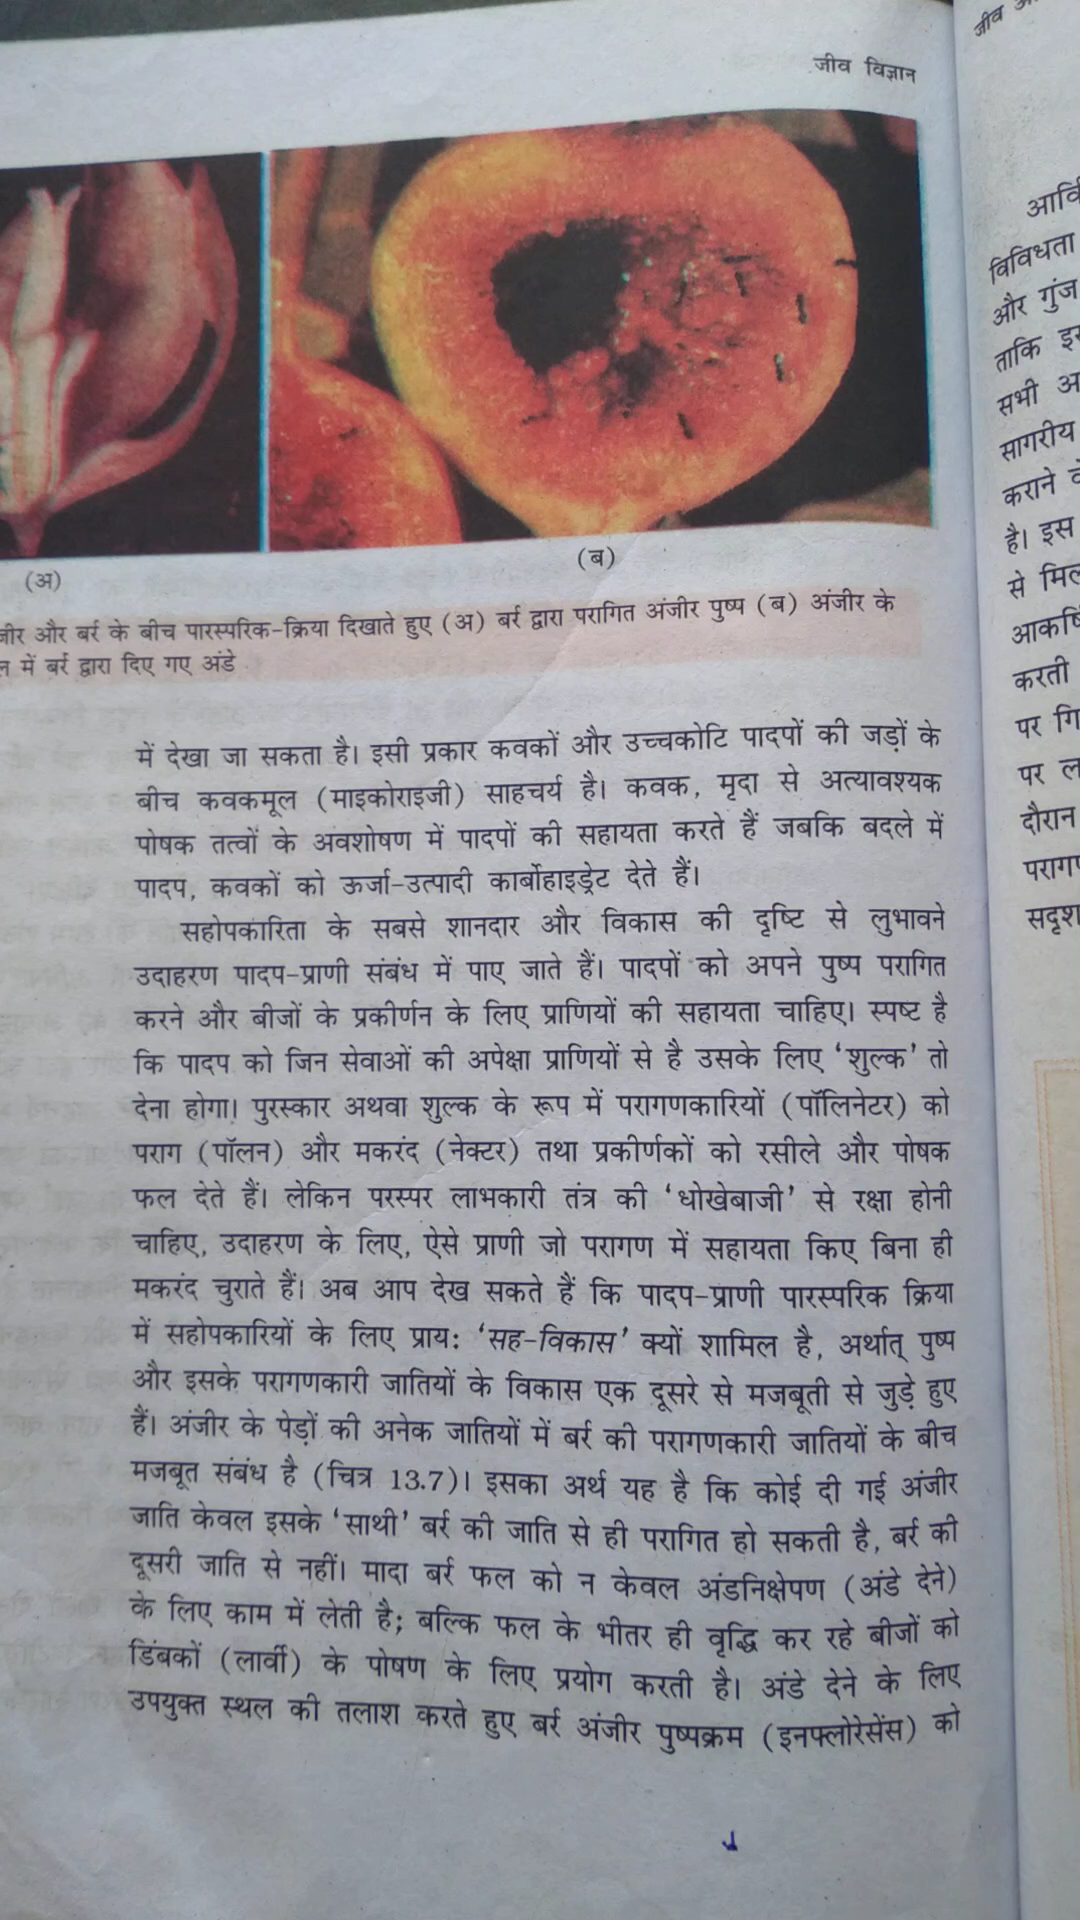 जीव विज्ञान
(अ)
(ब)
और बर्र के बीच पारस्परिक-क्रिया दिखाते हुए (अ) बर्र द्वारा परागित अंजीर पुष्प (ब) अंजीर के
में बर्र द्वारा दिए गए अंडे
में देखा जा सकता है। इसी प्रकार कवकों और उच्चकोटि पादपों की जड़ों के
बीच कवकमूल (माइकोराइजी) साहचर्य है। कवक, मृदा से अत्यावश्यक
पोषक तत्वों के अवशोषण में पादपों की सहायता करते हैं जबकि बदले में
पादप, कवकों को ऊर्जा-उत्पादी कार्बोहाइड्रेट देते हैं।
सहोपकारिता के सबसे शानदार और विकास की दृष्टि से लुभावने
उदाहरण पादप-प्राणी संबंध में पाए जाते हैं। पादपों को अपने पुष्प परागित
करने और बीजों के प्रकीर्णन के लिए प्राणियों की सहायता चाहिए। स्पष्ट है
कि पादप को जिन सेवाओं की अपेक्षा प्राणियों से है उसके लिए ‘शुल्क’ तो
देना होगा। पुरस्कार अथवा शुल्क के रूप में परागणकारियों (पॉलिनेटर) को
पराग (पॉलन) और मकरंद (नेक्टर) तथा प्रकीर्णकों को रसीले और पोषक
फल देते हैं। लेकिन परस्पर लाभकारी तंत्र की ‘धोखेबाजी’ से रक्षा होनी
चाहिए, उदाहरण के लिए, ऐसे प्राणी जो परागण में सहायता किए बिना ही
मकरंद चुराते हैं। अब आप देख सकते हैं कि पादप-प्राणी पारस्परिक क्रिया
में सहोपकारियों के लिए प्राय: ‘सह-विकास’ क्यों शामिल है, अर्थात् पुष्प
और इसके परागणकारी जातियों के विकास एक दूसरे से मजबूती से जुड़े हुए
हैं। अंजीर के पेड़ों की अनेक जातियों में बर्र की परागणकारी जातियों के बीच
मजबूत संबंध है (चित्र 13.7)। इसका अर्थ यह है कि कोई दी गई अंजीर
जाति केवल इसके ‘साथी’ बर्र की जाति से ही परागित हो सकती है, बर्र की
दूसरी जाति से नहीं। मादा बर्र फल को न केवल अंडनिक्षेपण (अंडे देने)
के लिए काम में लेती है; बल्कि फल के भीतर ही वृद्धि कर रहे बीजों को
डिंबकों (लार्वी) के पोषण के लिए प्रयोग करती है। अंडे देने के लिए
उपयुक्त स्थल की तलाश करते हुए बर्र अंजीर पुष्पक्रम (इनफ्लोरेसेंस) को
जीव
विविधता
और गुंज
ताकि
सभी
सागरीय
कराने
है। इस
से
करती
पर
पर
दौरान